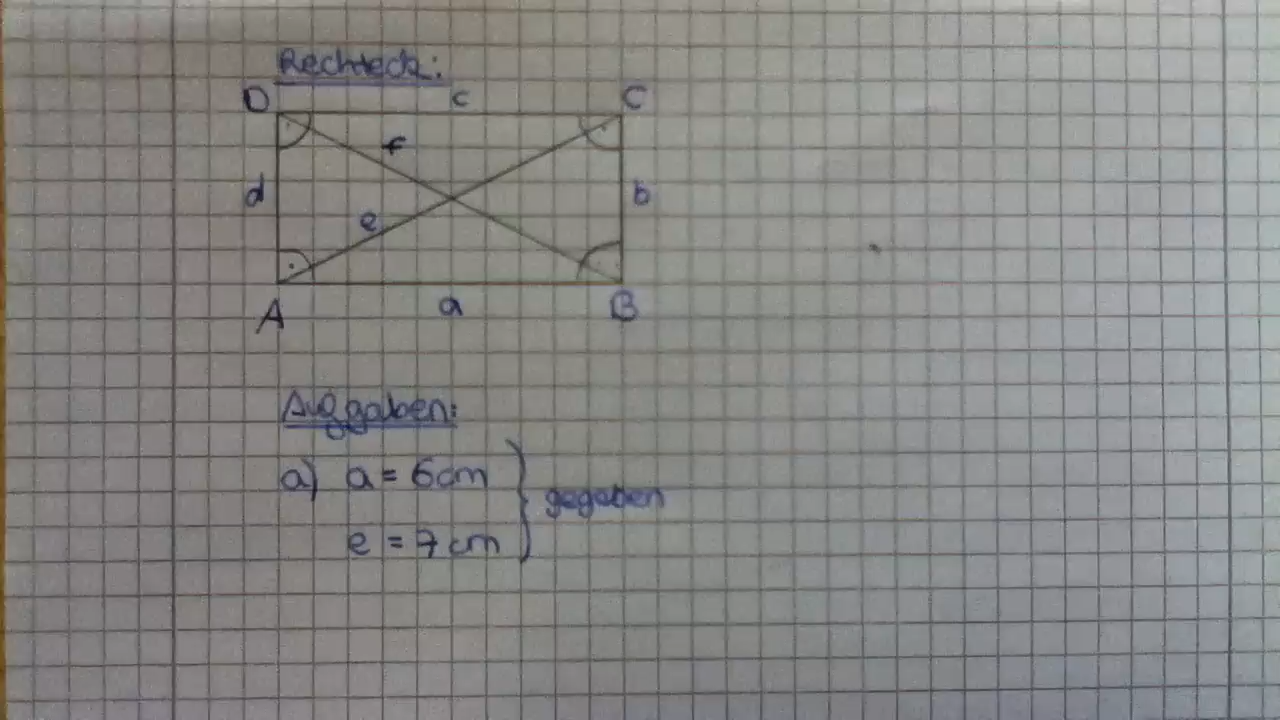 Rechteck:
D c C
f
d b
e
A a B
Aufgaben:
a) a = 6cm
gegeben
e = 7cm